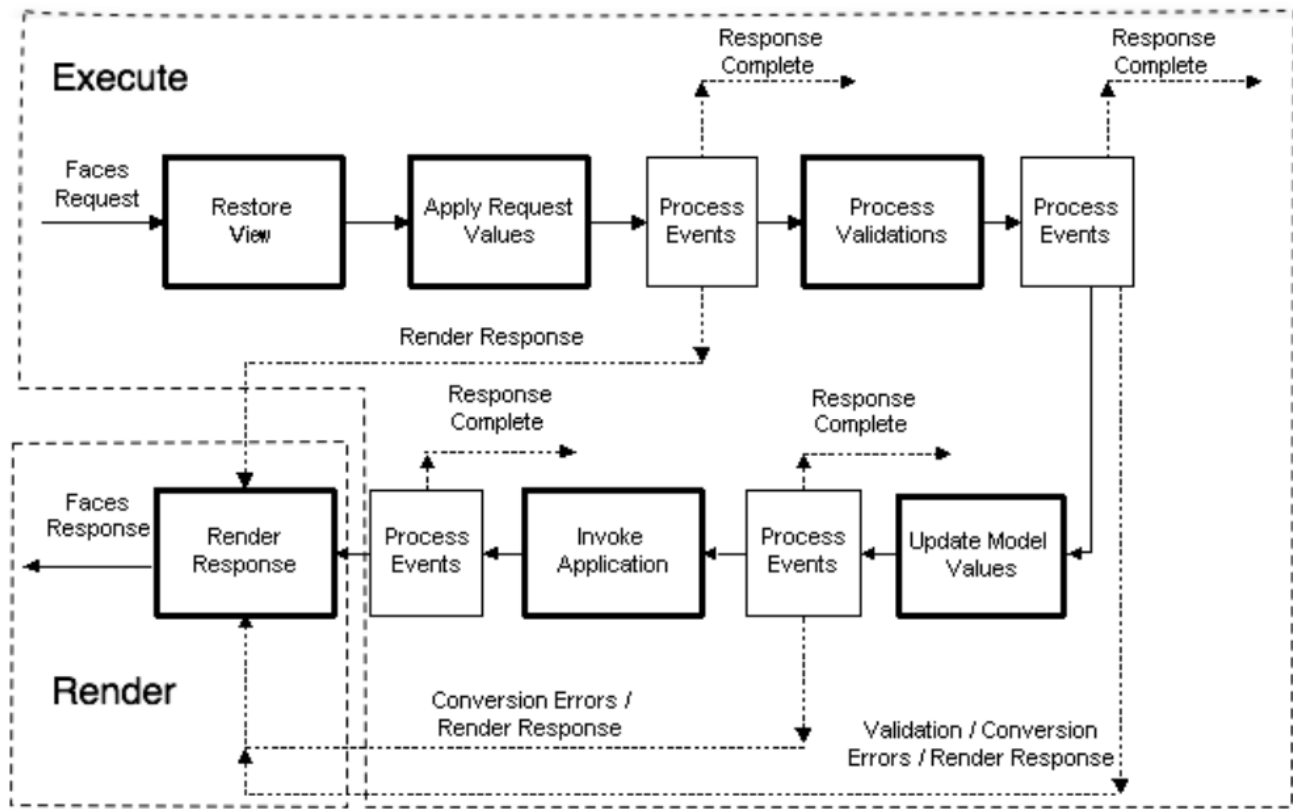 Execute
Response
Complete
Response
Complete
Faces
Request
Restore
View
Apply Request
Values
Process
Events
Process
Validations
Process
Events
Render Response
Response
Complete
Response
Complete
Faces
Response
Render
Response
Process
Events
Invoke
Application
Process
Events
Update Model
Values
Render
Conversion Errors /
Render Response
Validation / Conversion
Errors / Render Response